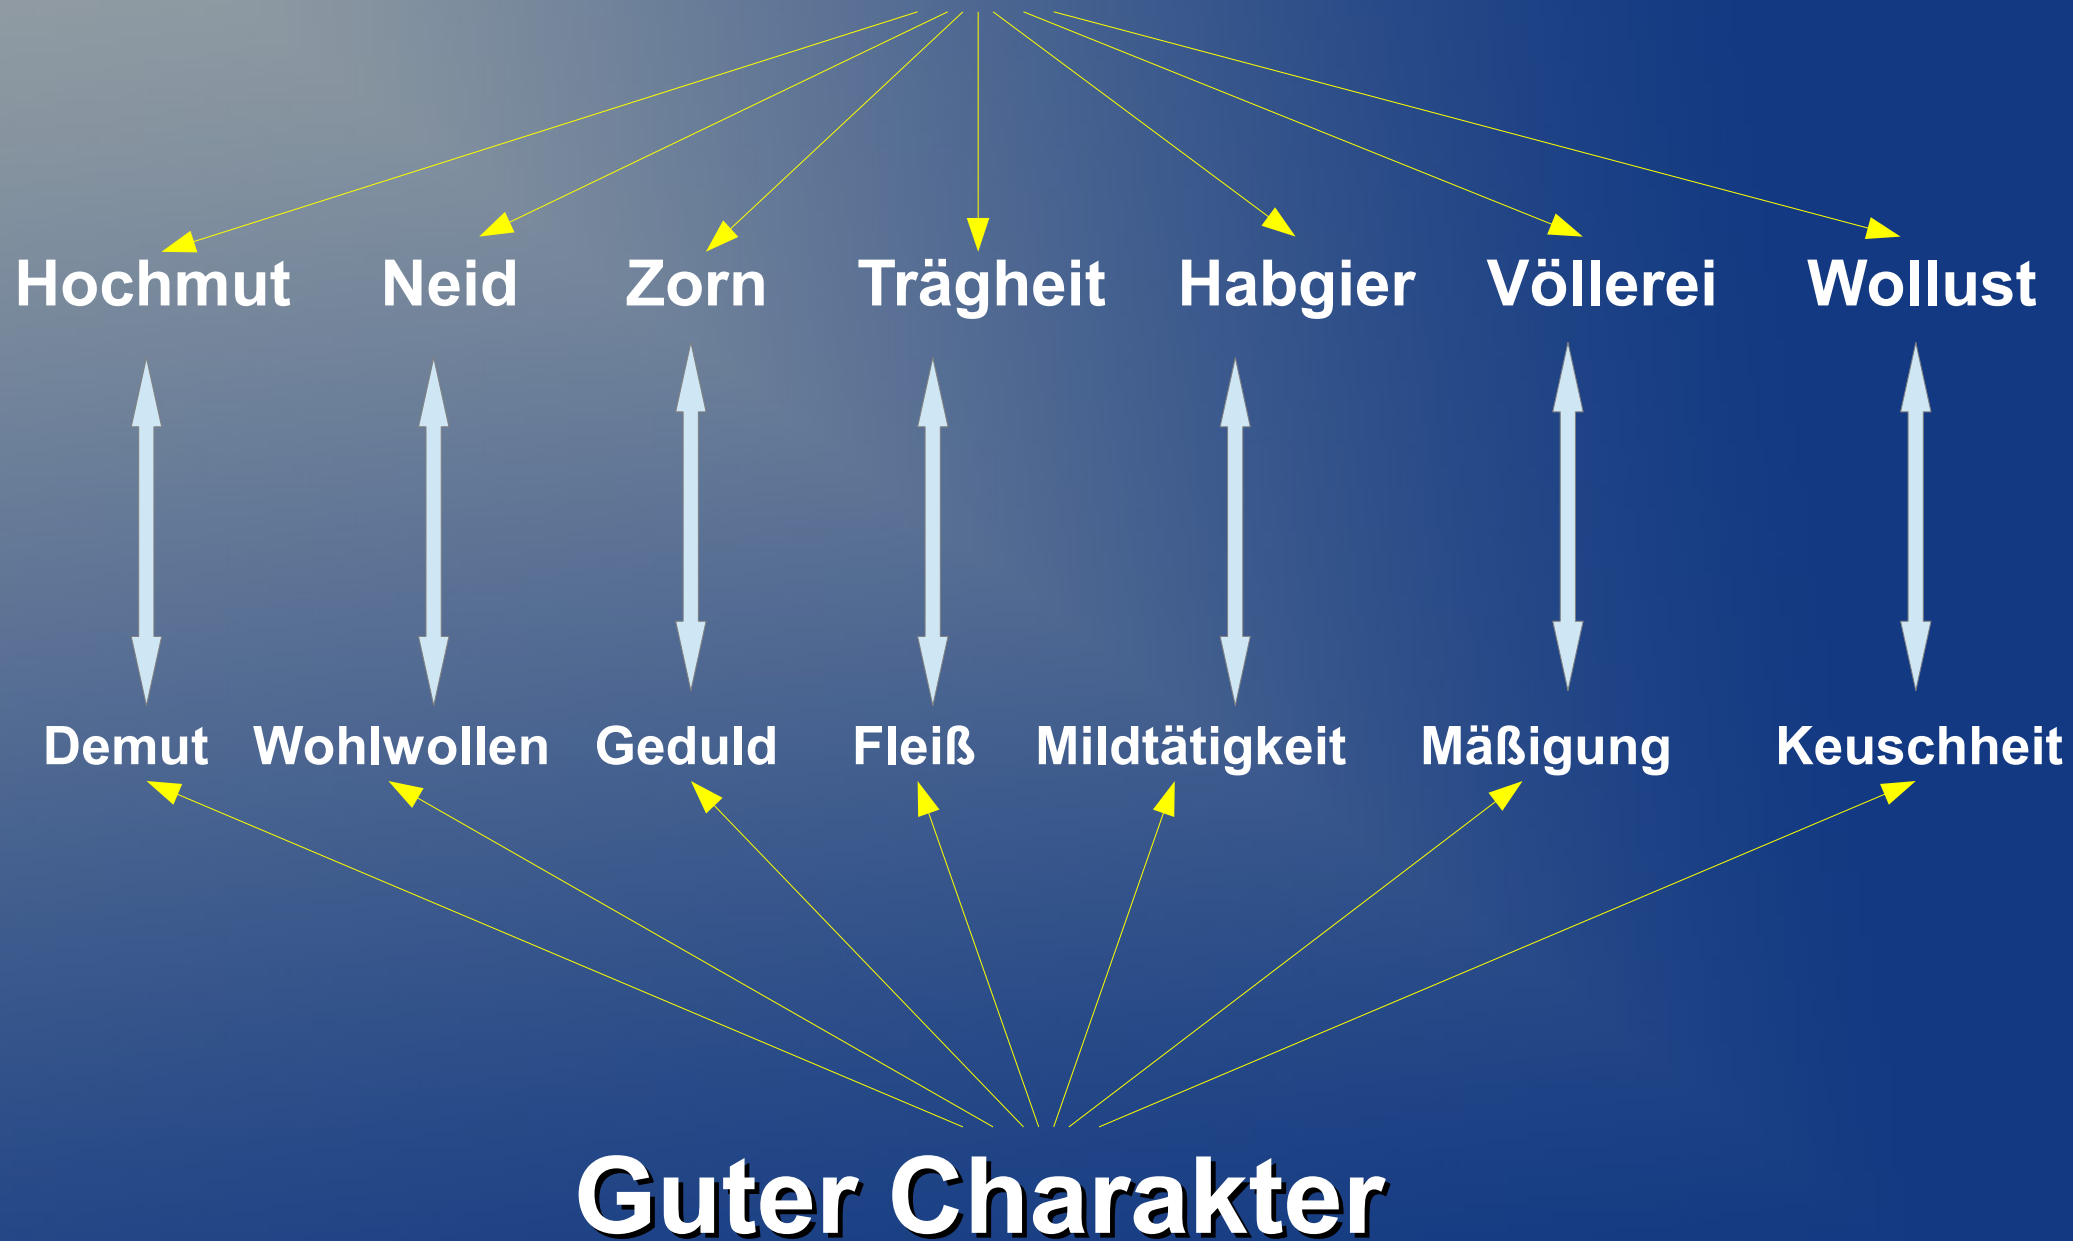 Hochmut Neid Zorn Trägheit Habgier Völlerei Wollust
Demut Wohlwollen Geduld Fleiß Mildtätigkeit Mäßigung Keuschheit
Guter Charakter